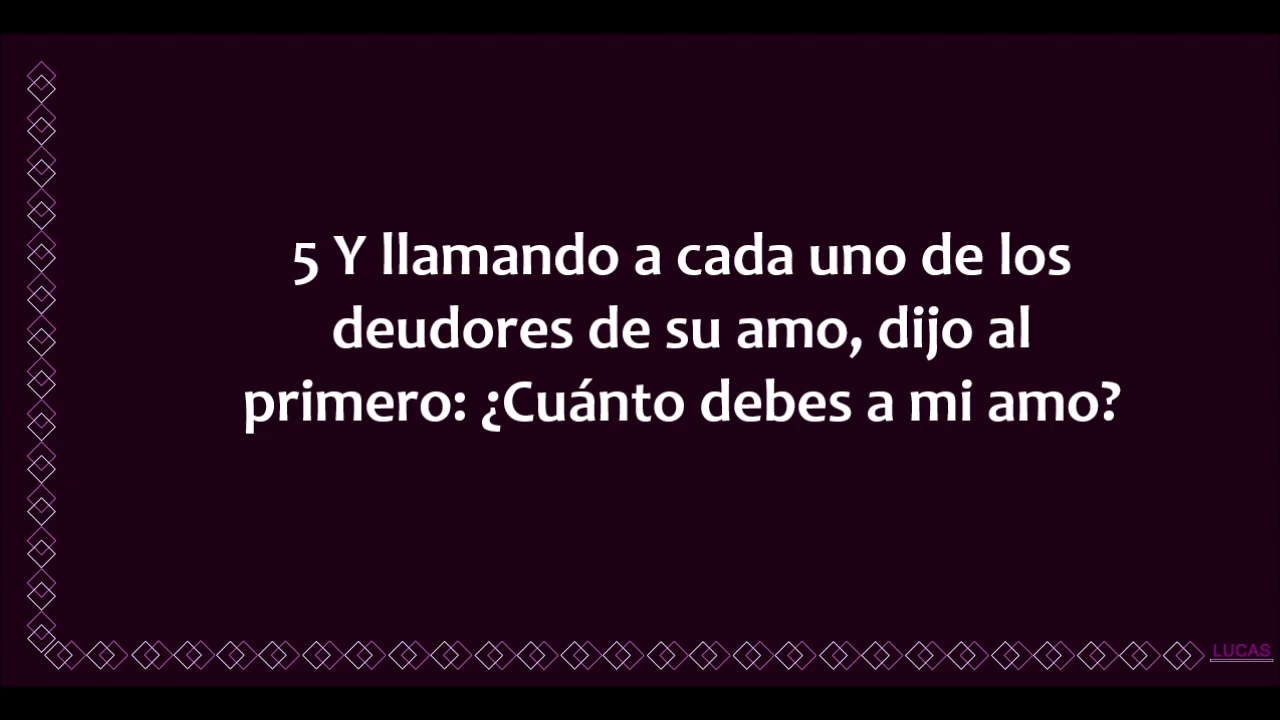 5 Y llamando a cada uno de los
deudores de su amo, dijo al
primero: ¿Cuánto debes a mi amo?
LUCAS